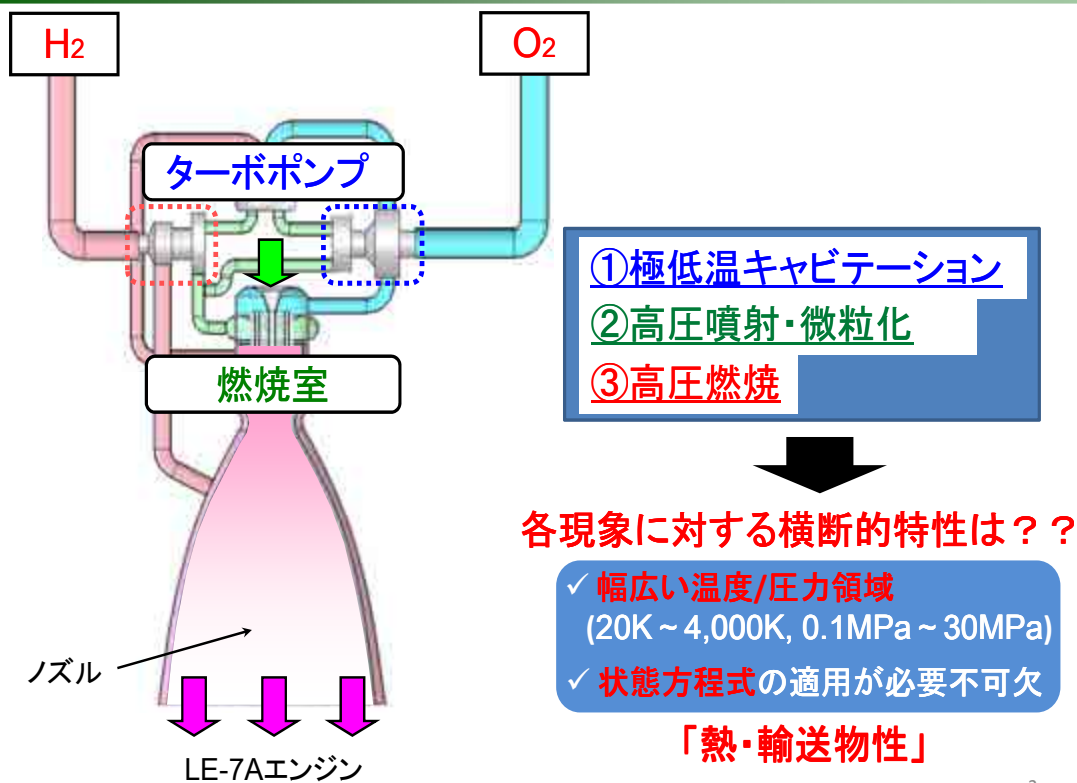 H2
O2
ターボポンプ
燃焼室
ノズル
LE-7Aエンジン
①極低温キャビテーション
②高圧噴射・微粒化
③高圧燃焼
各現象に対する横断的特性は？？
✓ 幅広い温度/圧力領域
(20K ~ 4,000K, 0.1MPa ~ 30MPa)
✓ 状態方程式の適用が必要不可欠
「熱・輸送物性」